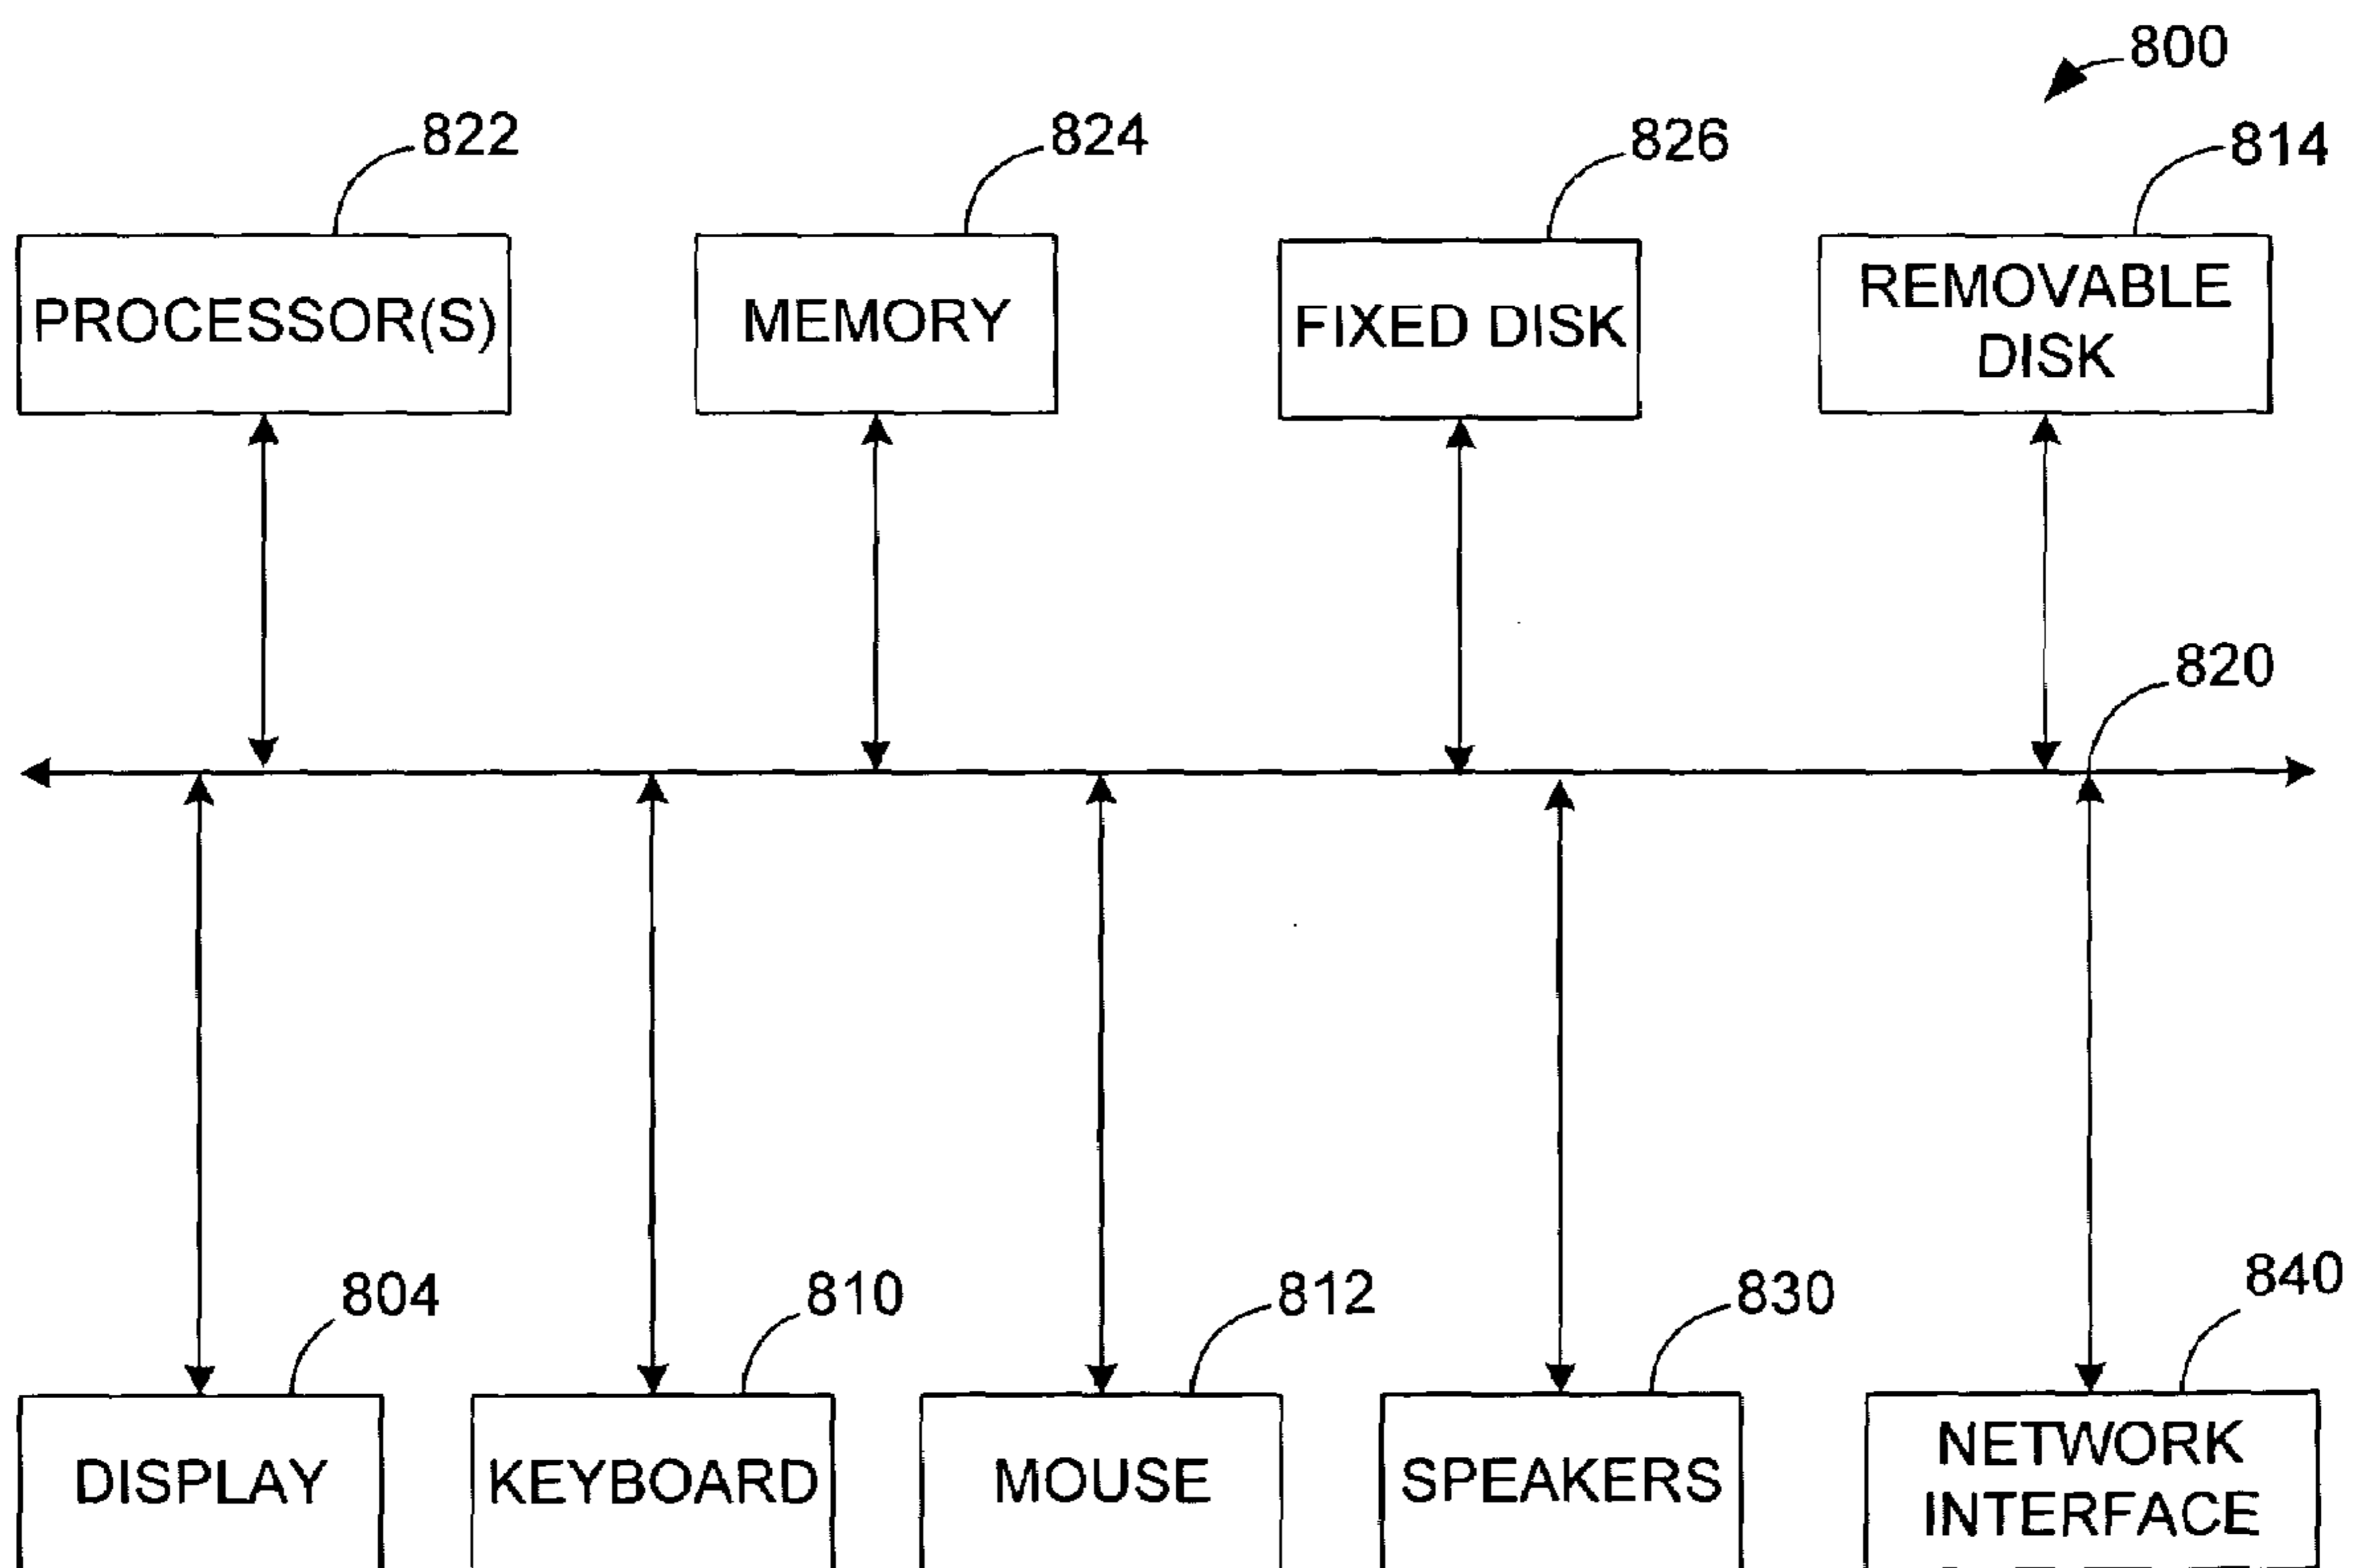 800
822
824
826
814
PROCESSOR(S)
MEMORY
FIXED DISK
REMOVABLE
DISK
820
804
810
812
830
840
DISPLAY
KEYBOARD
MOUSE
SPEAKERS
NETWORK
INTERFACE